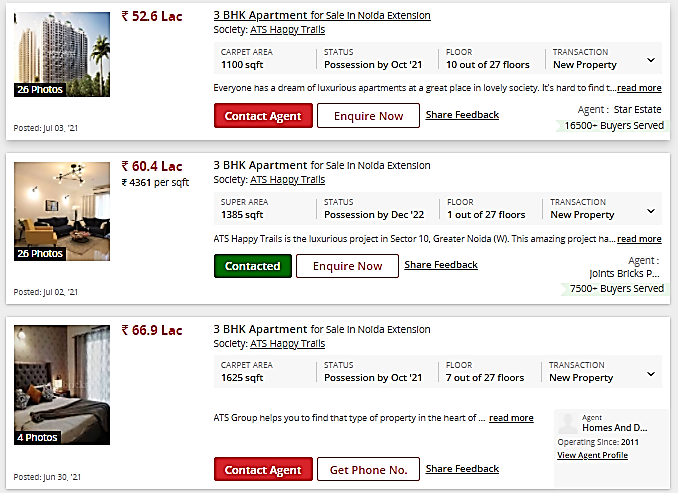 ₹ 52.6 Lac
3 BHK Apartment for Sale in Noida Extension
Society: ATS Happy Trails
CARPET AREA
1100 sqft
STATUS
Possession by Oct '21
FLOOR
10 out of 27 floors
TRANSACTION
New Property
Everyone has a dream of luxurious apartments at a great place in lovely society. It's hard to find t...read more
26 Photos
Contact Agent
Enquire Now
Share Feedback
Agent : Star Estate
16500+ Buyers Served
Posted: Jul 03, '21
₹ 60.4 Lac
₹ 4361 per sqft
3 BHK Apartment for Sale in Noida Extension
Society: ATS Happy Trails
SUPER AREA
1385 sqft
STATUS
Possession by Dec '22
FLOOR
1 out of 27 floors
TRANSACTION
New Property
ATS Happy Trails is the luxurious project in Sector 10, Greater Noida (W). This amazing project ha...read more
26 Photos
Contacted
Enquire Now
Share Feedback
Agent :
Joints Bricks P...
7500+ Buyers Served
Posted: Jul 02, '21
₹ 66.9 Lac
3 BHK Apartment for Sale in Noida Extension
Society: ATS Happy Trails
CARPET AREA
1625 sqft
STATUS
Possession by Oct '21
FLOOR
7 out of 27 floors
TRANSACTION
New Property
ATS Group helps you to find that type of property in the heart of ... read more
4 Photos
Agent
Homes And D...
Operating Since: 2011
View Agent Profile
Contact Agent
Get Phone No.
Share Feedback
Posted: Jun 30, '21